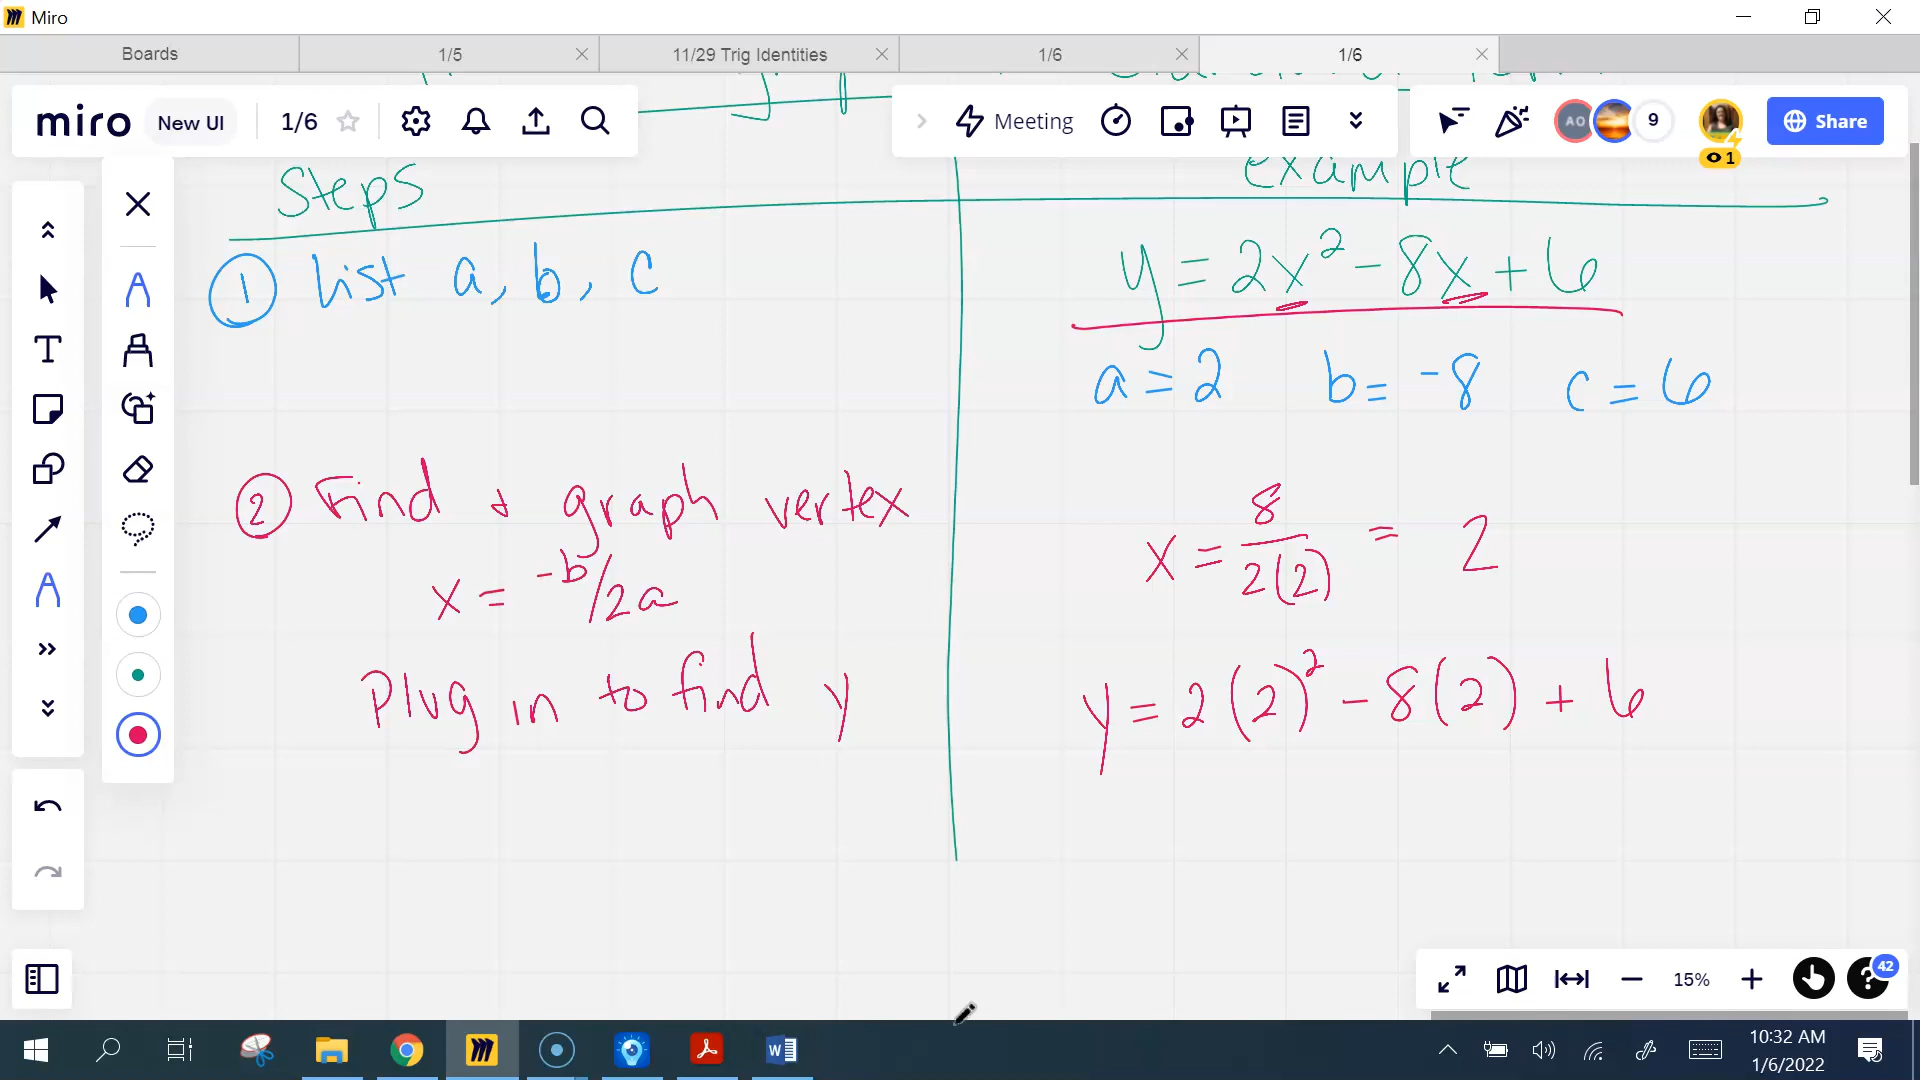 Miro
Boards 1/5 11/29 Trig Identities 1/6 1/6
miro New UI 1/6 Meeting AO 9 Share
1
Steps example
① List a, b, c y = 2x² - 8x + 6
a = 2 b = -8 c = 6
② Find & graph vertex x = 8/2(2) = 2
x = -b/2a
Plug in to find y y = 2(2)² - 8(2) + 6
15% 42
10:32 AM
1/6/2022